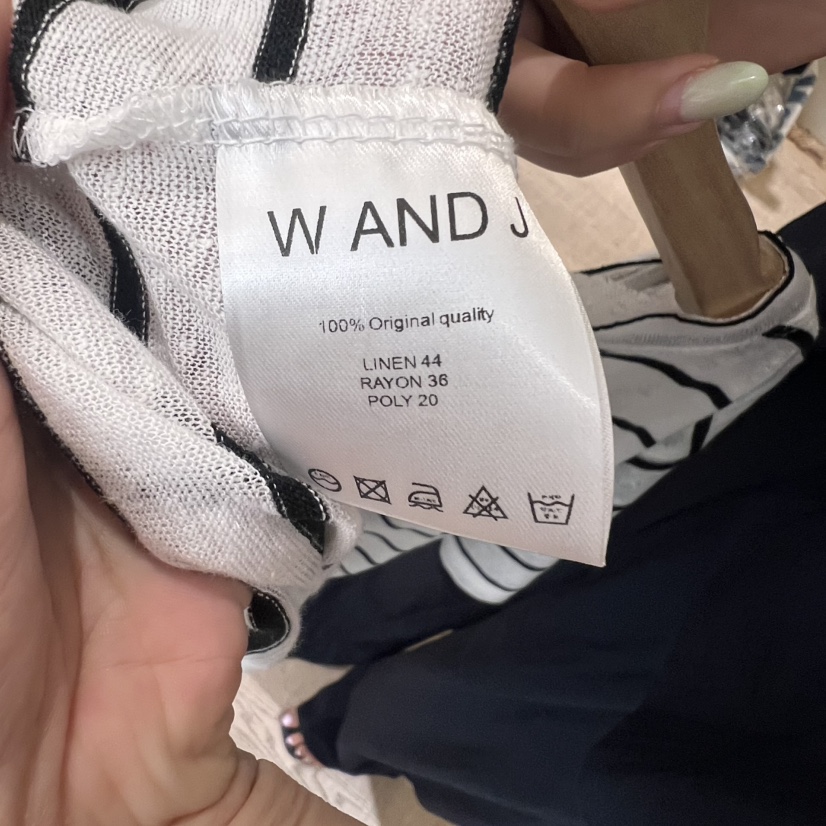 W AND J
100% Original quality
LINEN 44
RAYON 36
POLY 20